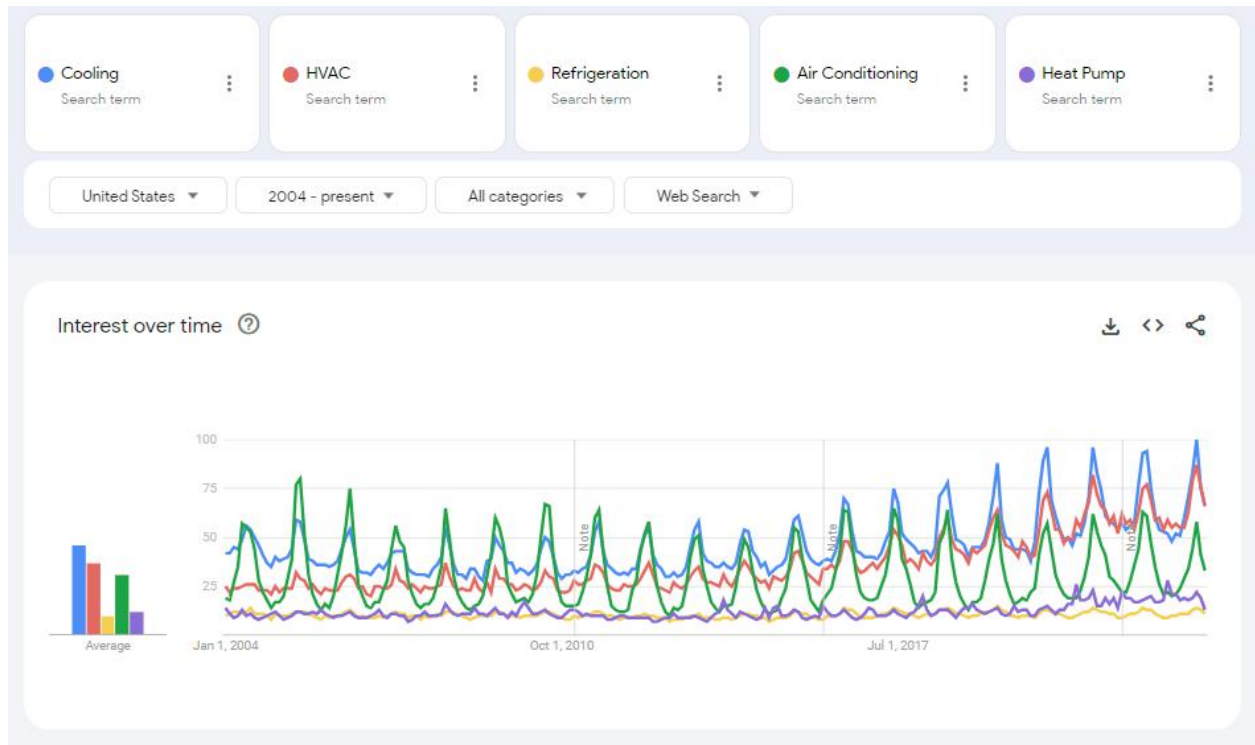 Cooling
Search term
HVAC
Search term
Refrigeration
Search term
Air Conditioning
Search term
Heat Pump
Search term
United States
2004 - present
All categories
Web Search
Interest over time
100
75
50
25
Note
Note
Note
Average
Jan 1, 2004
Oct 1, 2010
Jul 1, 2017